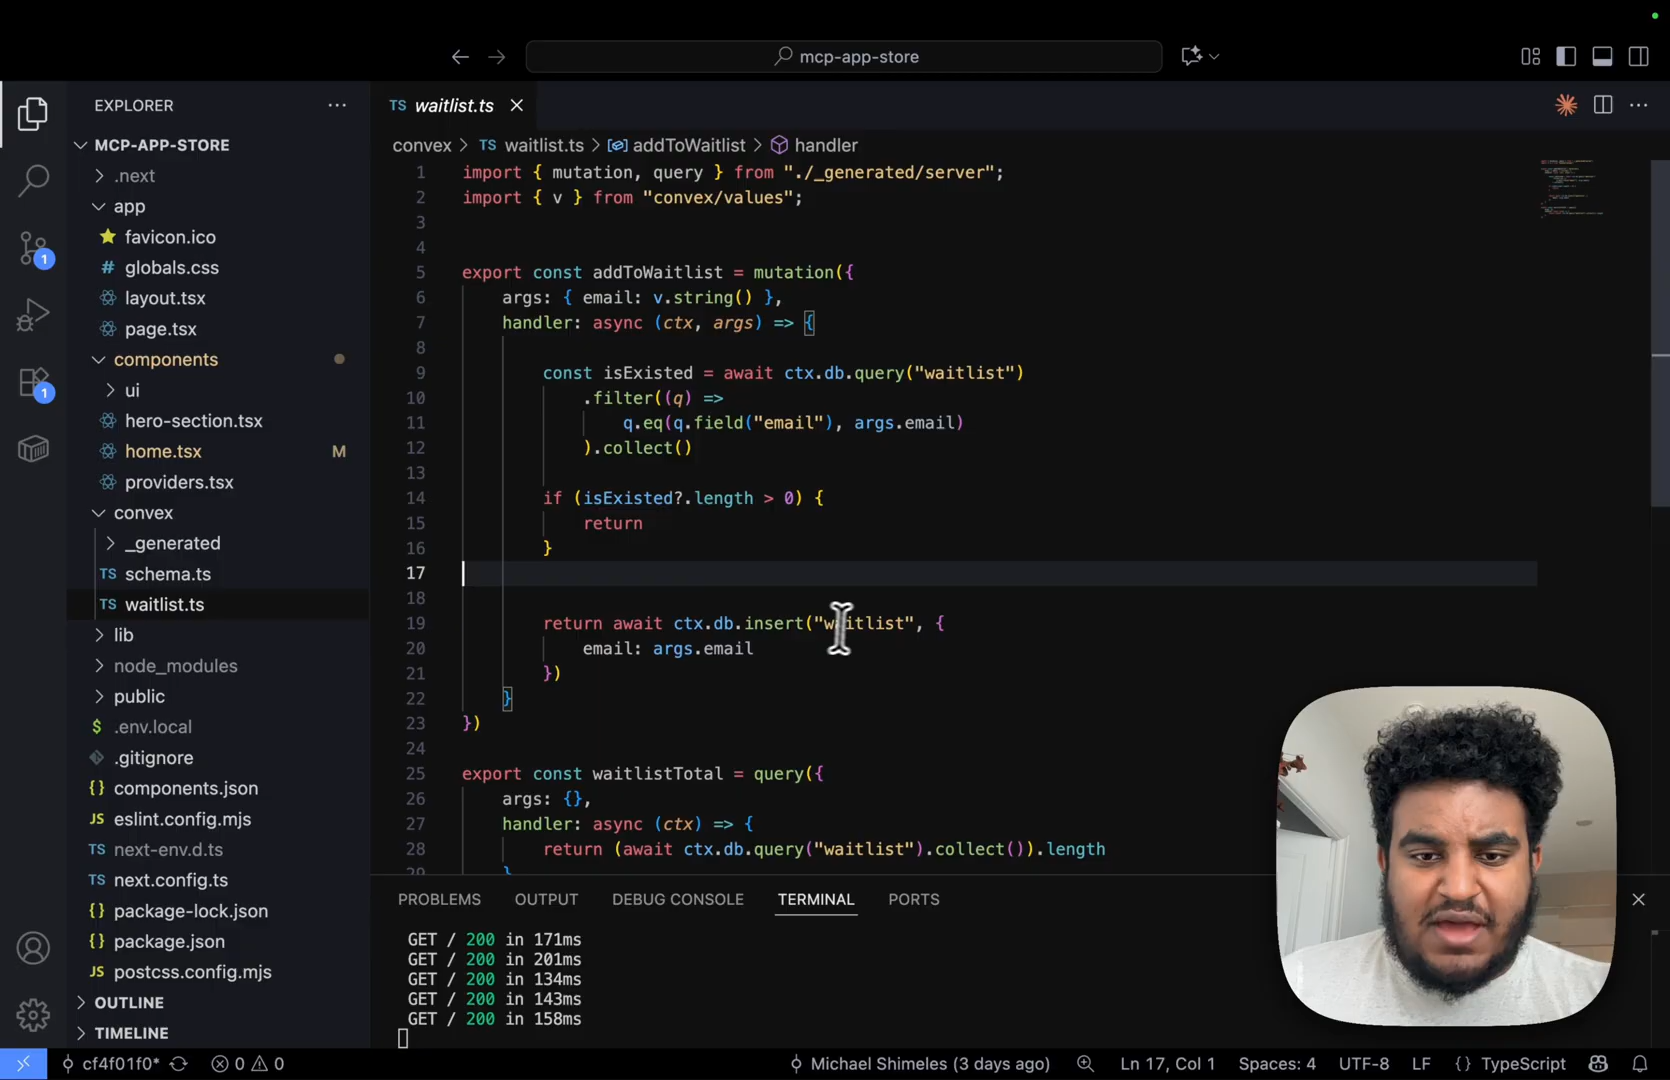 mcp-app-store
EXPLORER
MCP-APP-STORE
.next
app
favicon.ico
globals.css
layout.tsx
page.tsx
components
ui
hero-section.tsx
home.tsx M
providers.tsx
convex
_generated
TS schema.ts
TS waitlist.ts
lib
node_modules
public
$ .env.local
.gitignore
{} components.json
JS eslint.config.mjs
TS next-env.d.ts
TS next.config.ts
{} package-lock.json
{} package.json
JS postcss.config.mjs
OUTLINE
TIMELINE
1
1
TS waitlist.ts
convex > TS waitlist.ts > addToWaitlist > handler
1 import { mutation, query } from "./_generated/server";
2 import { v } from "convex/values";
3
4
5 export const addToWaitlist = mutation({
6 args: { email: v.string() },
7 handler: async (ctx, args) => {
8
9 const isExisted = await ctx.db.query("waitlist")
10 .filter((q) =>
11 q.eq(q.field("email"), args.email)
12 ).collect()
13
14 if (isExisted?.length > 0) {
15 return
16 }
17
18
19 return await ctx.db.insert("waitlist", {
20 email: args.email
21 })
22 }
23 })
24
25 export const waitlistTotal = query({
26 args: {},
27 handler: async (ctx) => {
28 return (await ctx.db.query("waitlist").collect()).length
29 }
PROBLEMS OUTPUT DEBUG CONSOLE TERMINAL PORTS
GET / 200 in 171ms
GET / 200 in 201ms
GET / 200 in 134ms
GET / 200 in 143ms
GET / 200 in 158ms
cf4f01f0* 0 0 Michael Shimeles (3 days ago) Ln 17, Col 1 Spaces: 4 UTF-8 LF {} TypeScript